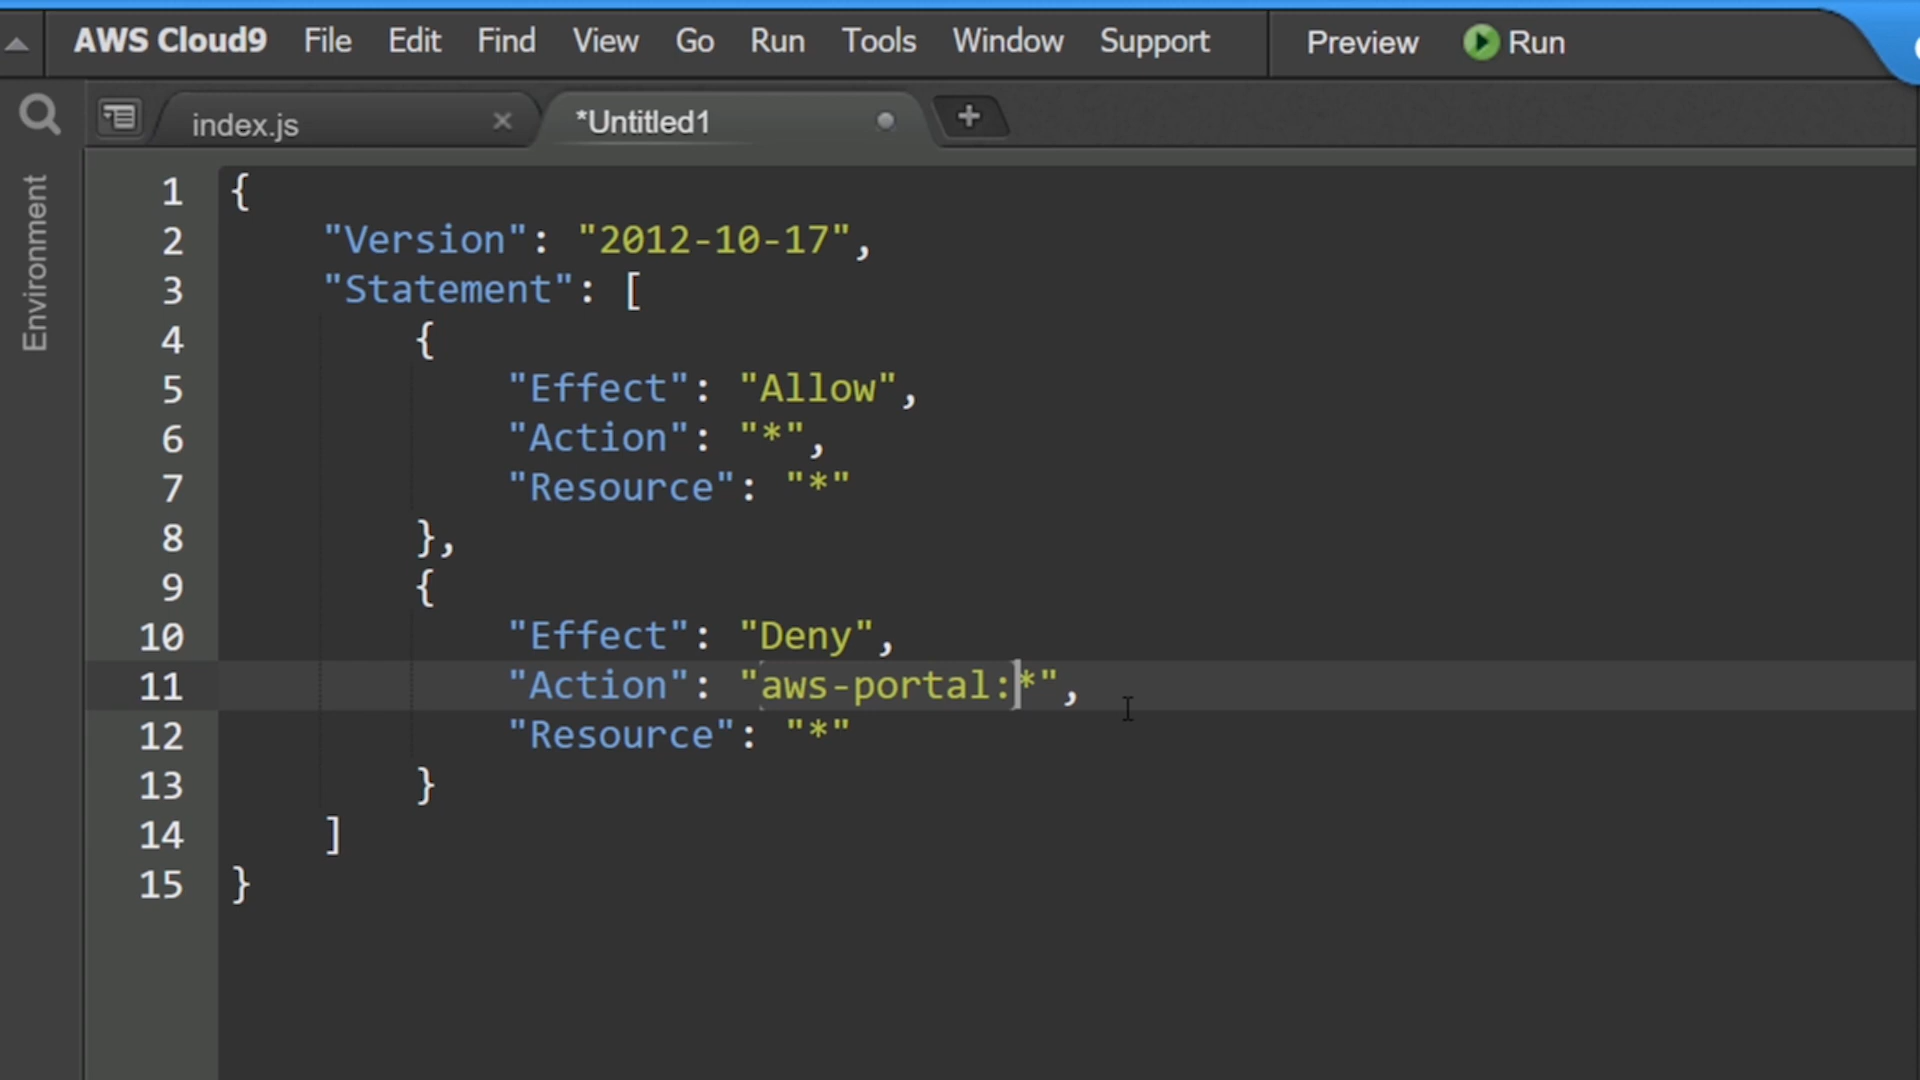 AWS Cloud9 File Edit Find View Go Run Tools Window Support Preview Run
index.js *Untitled1
Environment
1 {
2 "Version": "2012-10-17",
3 "Statement": [
4 {
5 "Effect": "Allow",
6 "Action": "*",
7 "Resource": "*"
8 },
9 {
10 "Effect": "Deny",
11 "Action": "aws-portal:*",
12 "Resource": "*"
13 }
14 ]
15 }